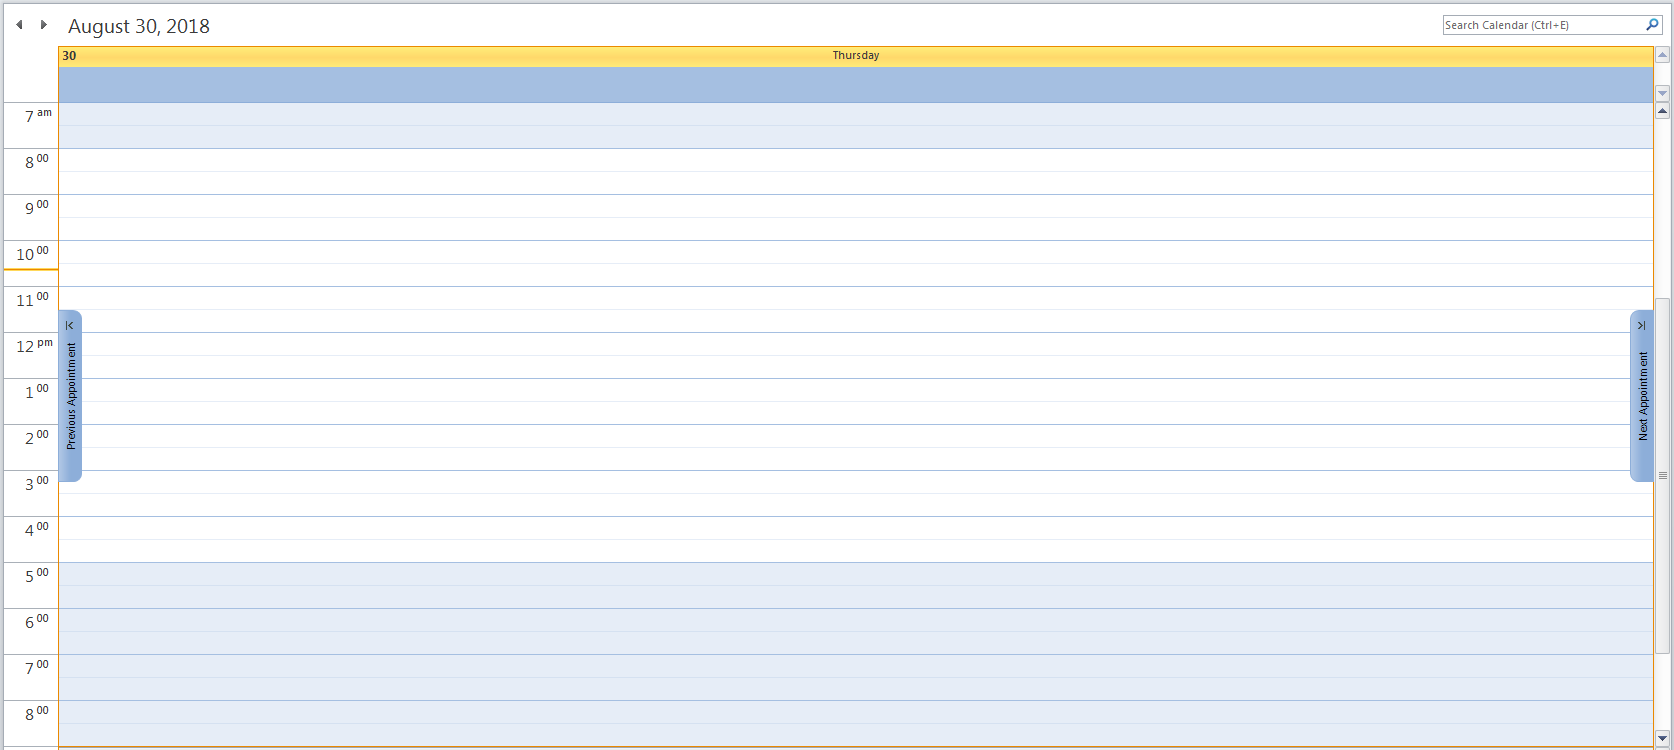 August 30, 2018
Search Calendar (Ctrl+E)
30
Thursday
7 am
8 00
9 00
10 00
11 00
12 pm
1 00
2 00
3 00
4 00
5 00
6 00
7 00
8 00
Previous Appointment
Next Appointment